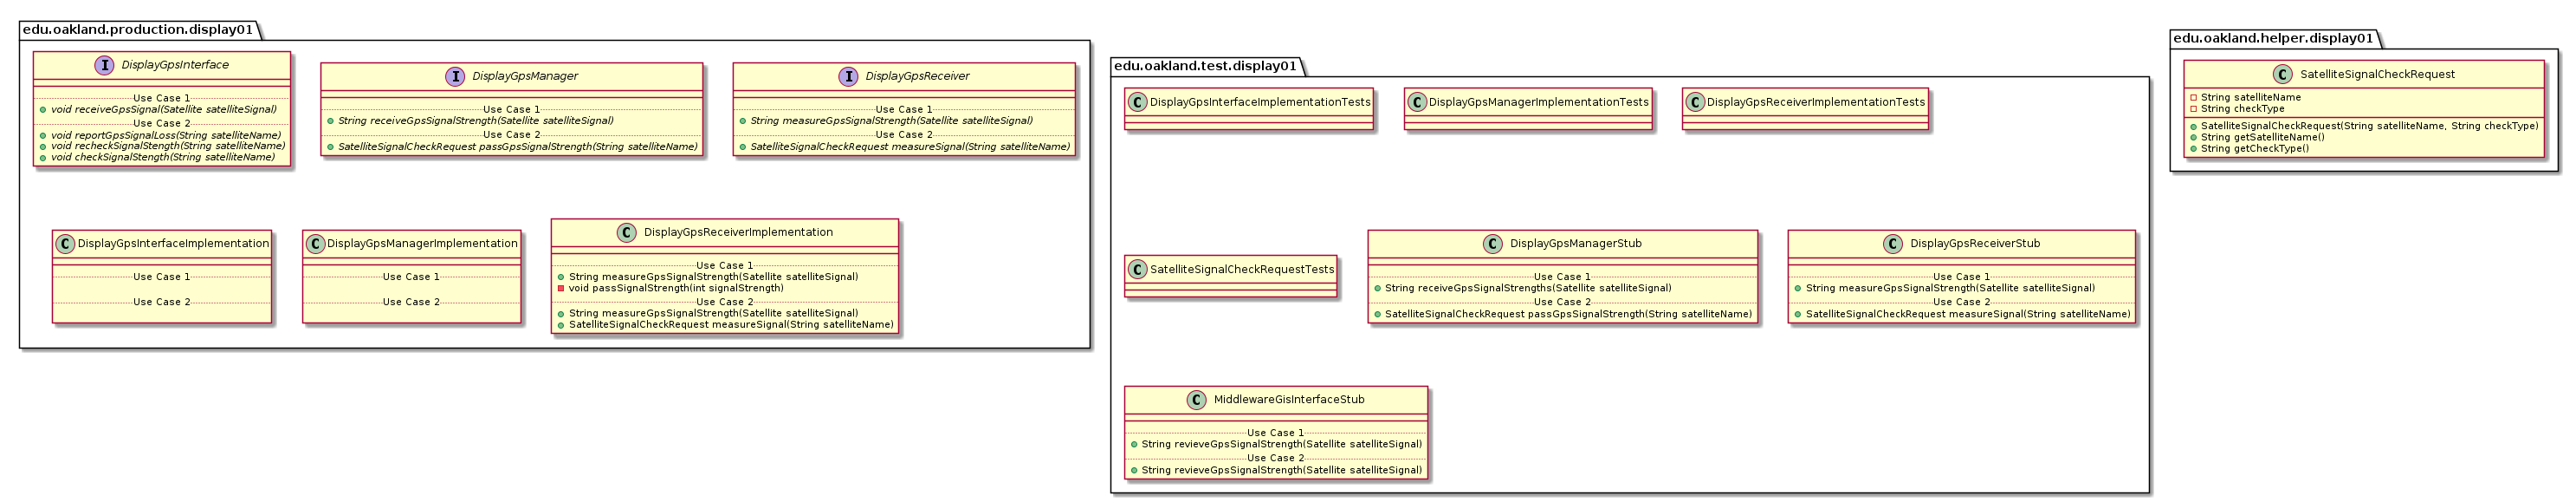 edu.oakland.production.display01
I DisplayGpsInterface
Use Case 1
void receiveGpsSignal(Satellite satelliteSignal)
Use Case 2
void reportGpsSignalLoss(String satelliteName)
void recheckSignalStength(String satelliteName)
void checkSignalStength(String satelliteName)
I DisplayGpsManager
Use Case 1
String receiveGpsSignalStrength(Satellite satelliteSignal)
Use Case 2
SatelliteSignalCheckRequest passGpsSignalStrength(String satelliteName)
I DisplayGpsReceiver
Use Case 1
String measureGpsSignalStrength(Satellite satelliteSignal)
Use Case 2
SatelliteSignalCheckRequest measureSignal(String satelliteName)
C DisplayGpsInterfaceImplementation
Use Case 1
Use Case 2
C DisplayGpsManagerImplementation
Use Case 1
Use Case 2
C DisplayGpsReceiverImplementation
Use Case 1
String measureGpsSignalStrength(Satellite satelliteSignal)
void passSignalStrength(int signalStrength)
Use Case 2
String measureGpsSignalStrength(Satellite satelliteSignal)
SatelliteSignalCheckRequest measureSignal(String satelliteName)
edu.oakland.test.display01
C DisplayGpsInterfaceImplementationTests
C DisplayGpsManagerImplementationTests
C DisplayGpsReceiverImplementationTests
C SatelliteSignalCheckRequestTests
C DisplayGpsManagerStub
Use Case 1
String receiveGpsSignalStrengths(Satellite satelliteSignal)
Use Case 2
SatelliteSignalCheckRequest passGpsSignalStrength(String satelliteName)
C DisplayGpsReceiverStub
Use Case 1
String measureGpsSignalStrength(Satellite satelliteSignal)
Use Case 2
SatelliteSignalCheckRequest measureSignal(String satelliteName)
C MiddlewareGisInterfaceStub
Use Case 1
String revieveGpsSignalStrength(Satellite satelliteSignal)
Use Case 2
String revieveGpsSignalStrength(Satellite satelliteSignal)
edu.oakland.helper.display01
C SatelliteSignalCheckRequest
String satelliteName
String checkType
SatelliteSignalCheckRequest(String satelliteName, String checkType)
String getSatelliteName()
String getCheckType()